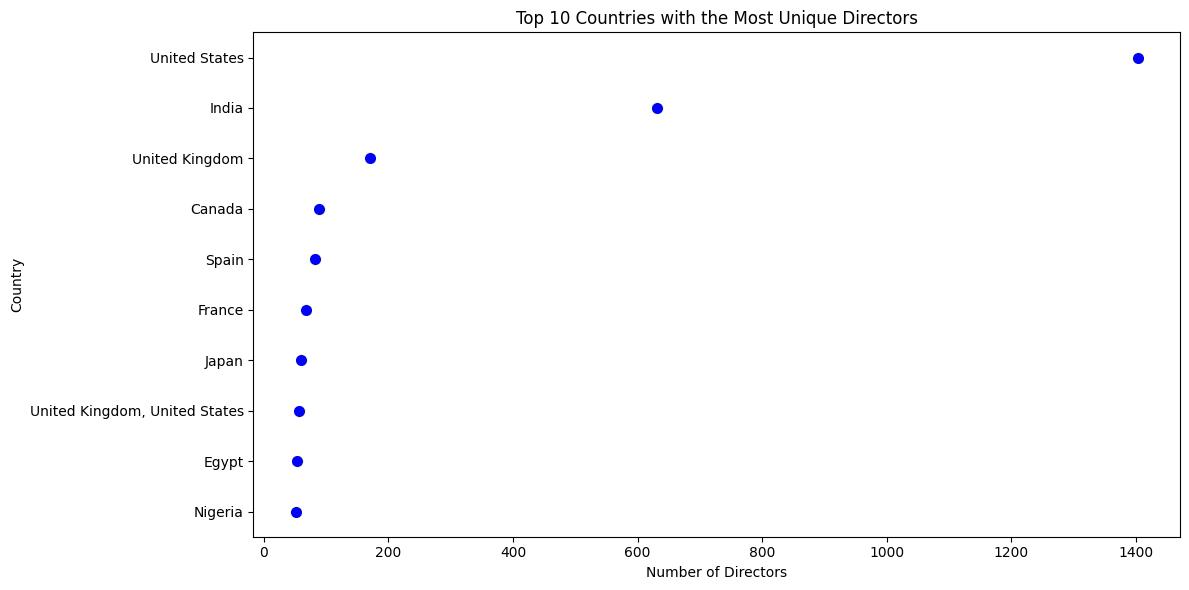 Top 10 Countries with the Most Unique Directors
United States
India
United Kingdom
Canada
Spain
France
Japan
United Kingdom, United States
Egypt
Nigeria
Country
0 200 400 600 800 1000 1200 1400
Number of Directors